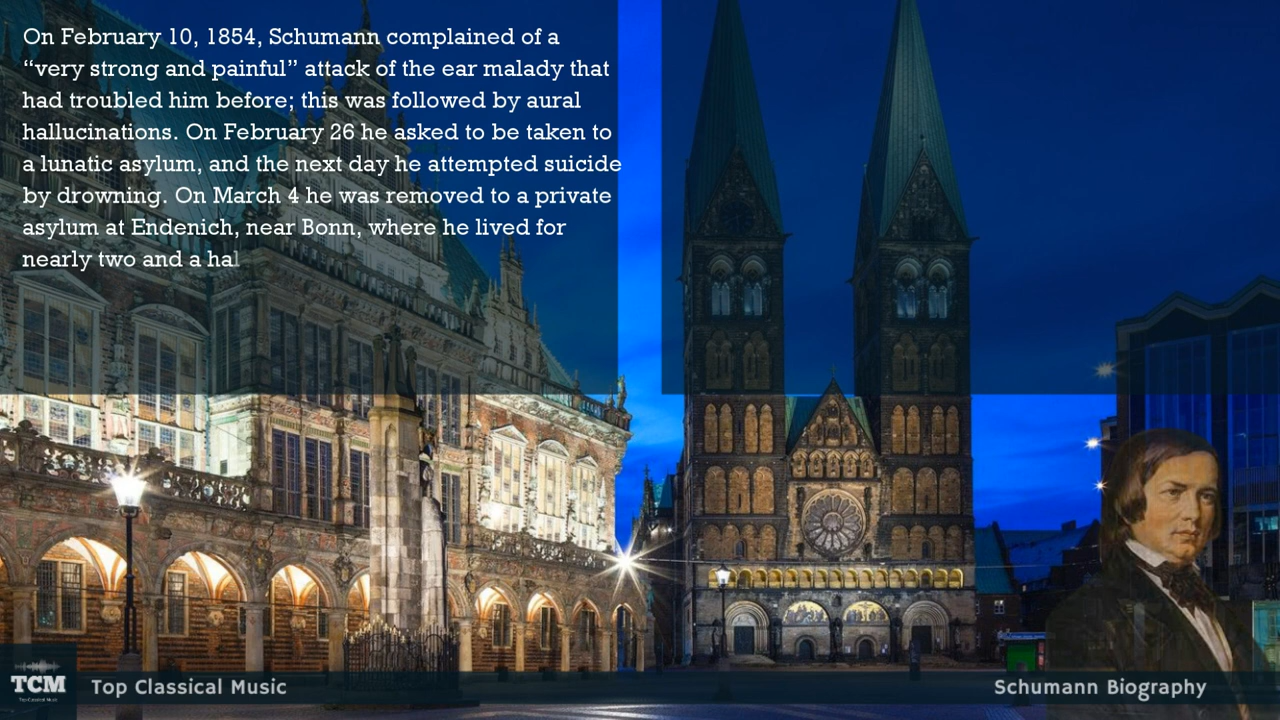 On February 10, 1854, Schumann complained of a
“very strong and painful” attack of the ear malady that
had troubled him before; this was followed by aural
hallucinations. On February 26 he asked to be taken to
a lunatic asylum, and the next day he attempted suicide
by drowning. On March 4 he was removed to a private
asylum at Endenich, near Bonn, where he lived for
nearly two and a hal
TCM
Top Classical Music
Top Classical Music
Schumann Biography